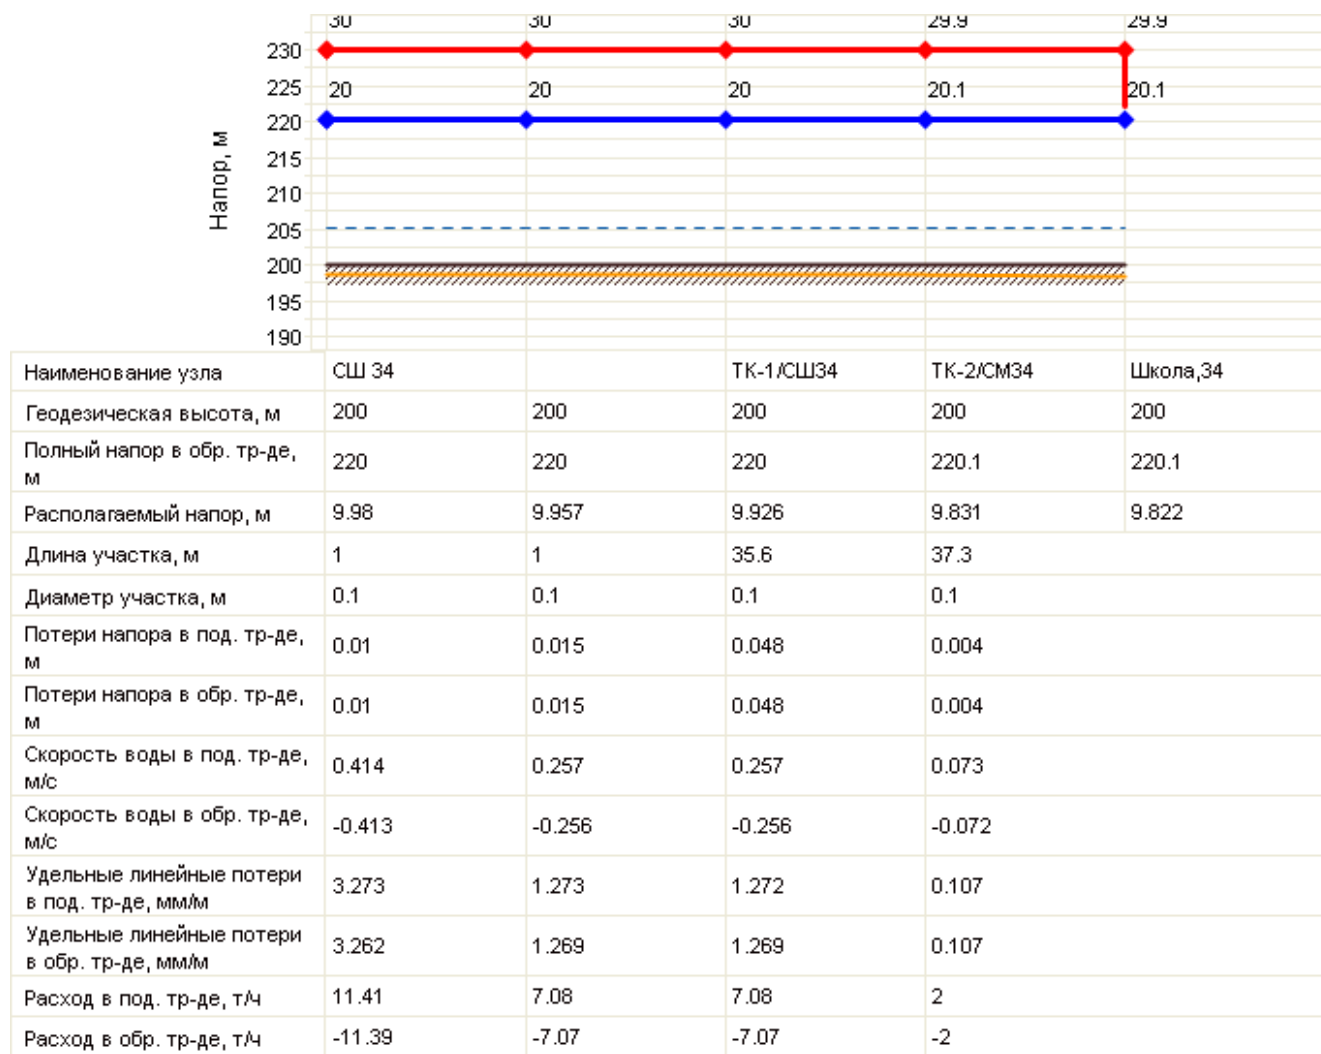 30 30 30 29.9 29.9
230
225 20 20 20 20.1 20.1
220
215
210
205
200
195
190
Напор, м
Наименование узла СШ 34 ТК-1/СШ34 ТК-2/СМ34 Школа,34
Геодезическая высота, м 200 200 200 200 200
Полный напор в обр. тр-де,
м 220 220 220 220.1 220.1
Располагаемый напор, м 9.98 9.957 9.926 9.831 9.822
Длина участка, м 1 1 35.6 37.3
Диаметр участка, м 0.1 0.1 0.1 0.1
Потери напора в под. тр-де,
м 0.01 0.015 0.048 0.004
Потери напора в обр. тр-де,
м 0.01 0.015 0.048 0.004
Скорость воды в под. тр-де,
м/с 0.414 0.257 0.257 0.073
Скорость воды в обр. тр-де,
м/с -0.413 -0.256 -0.256 -0.072
Удельные линейные потери
в под. тр-де, мм/м 3.273 1.273 1.272 0.107
Удельные линейные потери
в обр. тр-де, мм/м 3.262 1.269 1.269 0.107
Расход в под. тр-де, т/ч 11.41 7.08 7.08 2
Расход в обр. тр-де, т/ч -11.39 -7.07 -7.07 -2